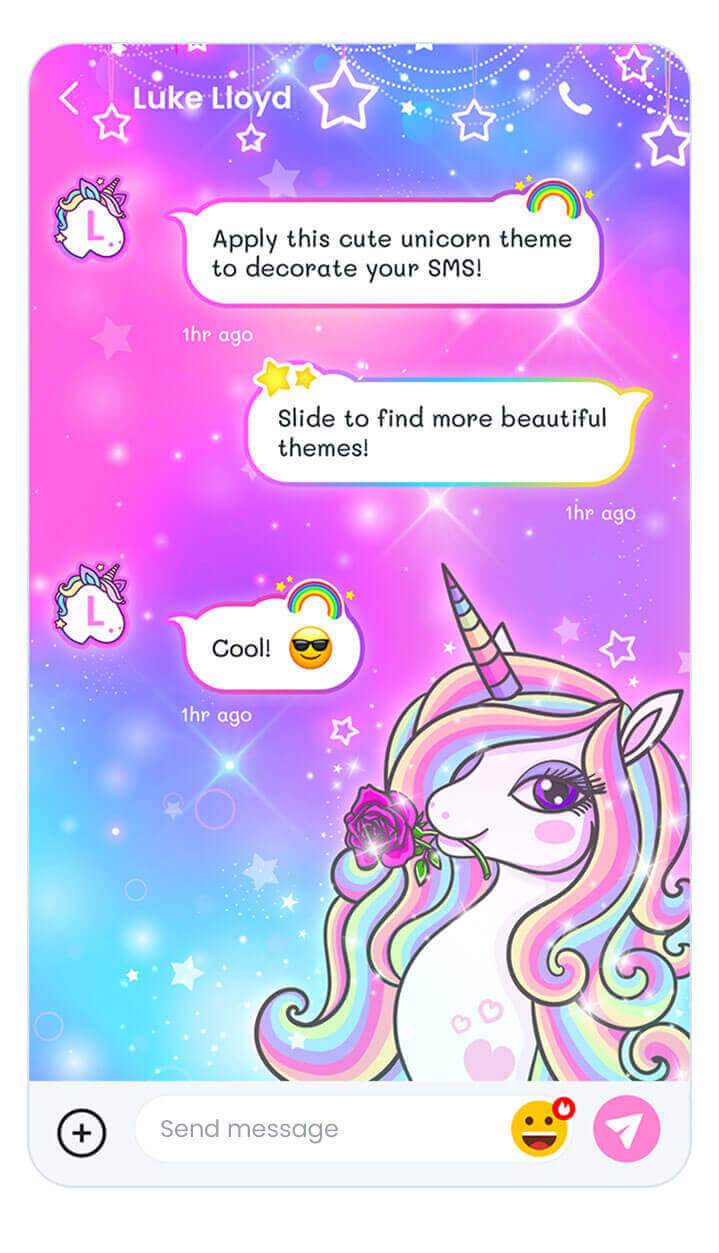 Luke Lloyd
L
Apply this cute unicorn theme
to decorate your SMS!
1hr ago
Slide to find more beautiful
themes!
1hr ago
L
Cool! 😎
1hr ago
Send message